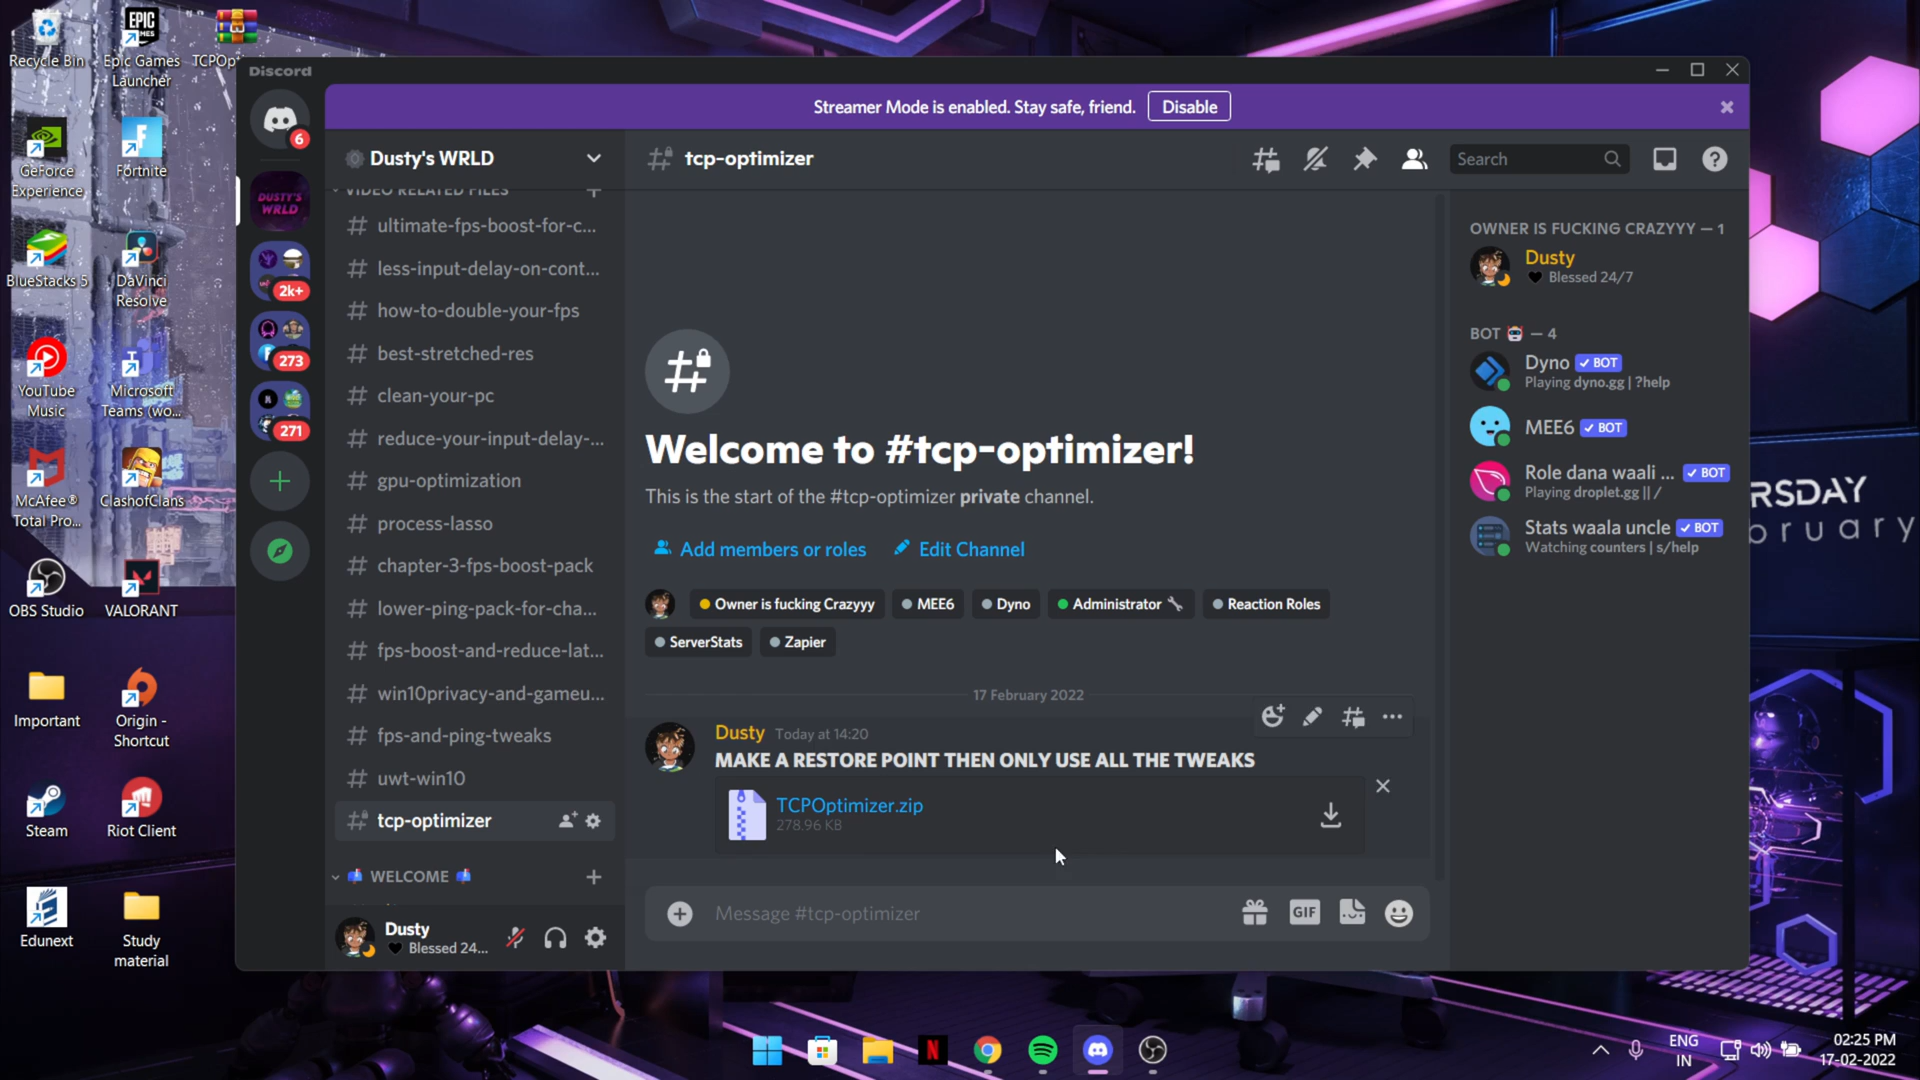 Recycle Bin
Epic Games
Launcher
EPIC
GeForce
Experience
Fortnite
BlueStacks 5
DaVinci
Resolve
YouTube
Music
Microsoft
Teams (wo...
McAfee®
Total Pro...
ClashofClans
OBS Studio
VALORANT
Important
Origin -
Shortcut
Steam
Riot Client
Edunext
Study
material
Discord
Streamer Mode is enabled. Stay safe, friend.
Disable
6
DUSTY'S
WRLD
2k+
273
271
Dusty's WRLD
VIDEO RELATED FILES
ultimate-fps-boost-for-c...
less-input-delay-on-cont...
how-to-double-your-fps
best-stretched-res
clean-your-pc
reduce-your-input-delay-...
gpu-optimization
process-lasso
chapter-3-fps-boost-pack
lower-ping-pack-for-cha...
fps-boost-and-reduce-lat...
win10privacy-and-gameu...
fps-and-ping-tweaks
uwt-win10
tcp-optimizer
WELCOME
Dusty
Blessed 24...
tcp-optimizer
Search
Welcome to #tcp-optimizer!
This is the start of the #tcp-optimizer private channel.
Add members or roles
Edit Channel
Owner is fucking Crazyyy
MEE6
Dyno
Administrator
Reaction Roles
ServerStats
Zapier
17 February 2022
Dusty Today at 14:20
MAKE A RESTORE POINT THEN ONLY USE ALL THE TWEAKS
TCPOptimizer.zip
278.96 KB
Message #tcp-optimizer
GIF
OWNER IS FUCKING CRAZYYY — 1
Dusty
Blessed 24/7
BOT — 4
Dyno BOT
Playing dyno.gg | ?help
MEE6 BOT
Role dana waali ... BOT
Playing droplet.gg || /
Stats waala uncle BOT
Watching counters | s/help
ENG
IN
02:25 PM
17-02-2022